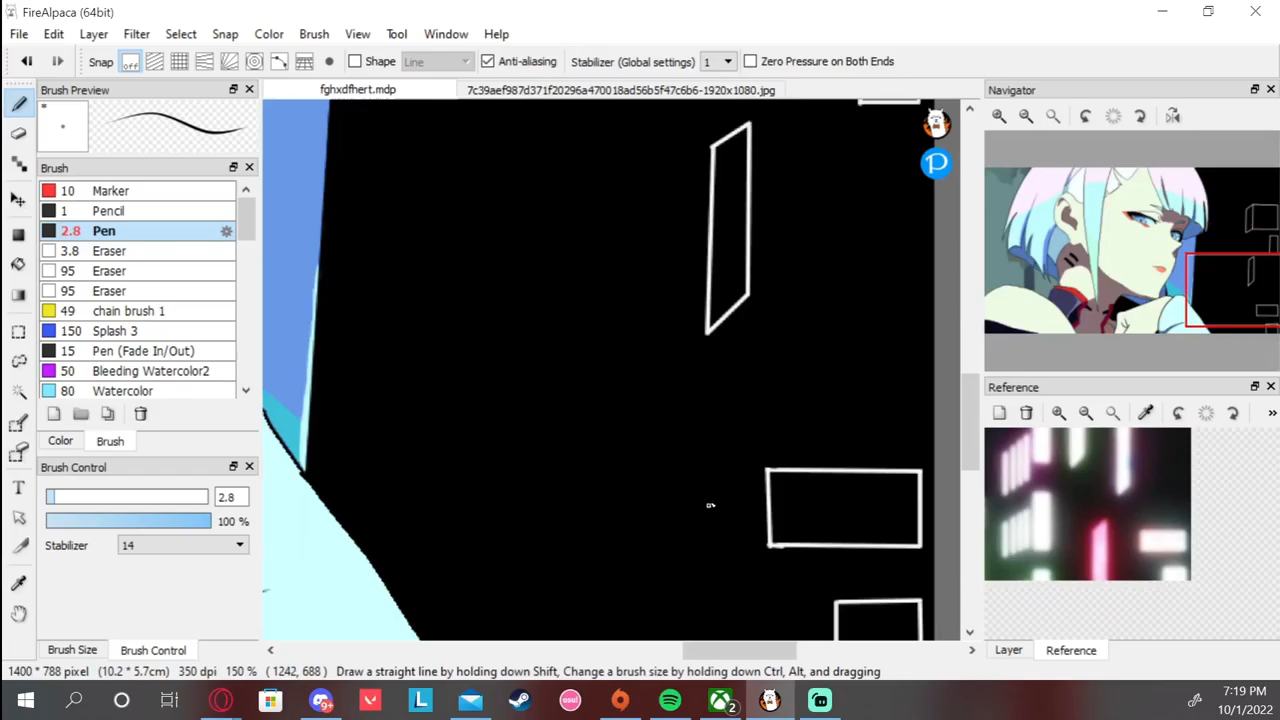 FireAlpaca (64bit)
File Edit Layer Filter Select Snap Color Brush View Tool Window Help
Snap off Shape Line Anti-aliasing Stabilizer (Global settings) 1 Zero Pressure on Both Ends
Brush Preview
fghxdfhert.mdp 7c39aef987d371f20296a470018ad56b5f47c6b6-1920x1080.jpg
Navigator
*
Brush
10 Marker
1 Pencil
2.8 Pen
3.8 Eraser
95 Eraser
95 Eraser
49 chain brush 1
150 Splash 3
15 Pen (Fade In/Out)
50 Bleeding Watercolor2
80 Watercolor
Color Brush
Brush Control
2.8
100 %
Stabilizer 14
Brush Size Brush Control
Reference
Layer Reference
1400 * 788 pixel (10.2 * 5.7cm) 350 dpi 150 % ( 1242, 688 ) Draw a straight line by holding down Shift, Change a brush size by holding down Ctrl, Alt, and dragging
9+
L
osu!
2
7:19 PM
10/1/2022